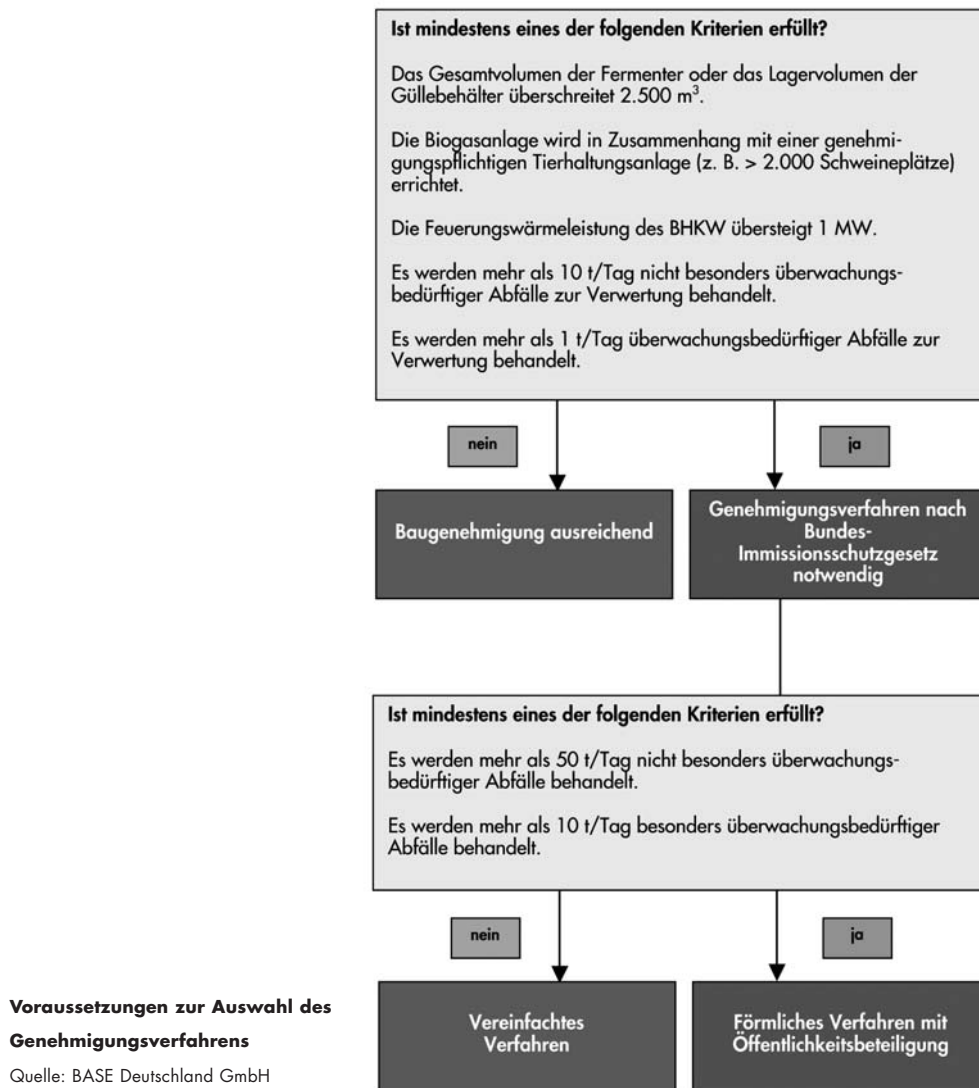 Ist mindestens eines der folgenden Kriterien erfüllt?
Das Gesamtvolumen der Fermenter oder das Lagervolumen der
Güllebehälter überschreitet 2.500 m³.
Die Biogasanlage wird in Zusammenhang mit einer genehmi-
gungspflichtigen Tierhaltungsanlage (z. B. > 2.000 Schweineplätze)
errichtet.
Die Feuerungswärmeleistung des BHKW übersteigt 1 MW.
Es werden mehr als 10 t/Tag nicht besonders überwachungs-
bedürftiger Abfälle zur Verwertung behandelt.
Es werden mehr als 1 t/Tag überwachungsbedürftiger Abfälle zur
Verwertung behandelt.
nein
ja
Baugenehmigung ausreichend
Genehmigungsverfahren nach
Bundes-
Immissionsschutzgesetz
notwendig
Ist mindestens eines der folgenden Kriterien erfüllt?
Es werden mehr als 50 t/Tag nicht besonders überwachungs-
bedürftiger Abfälle behandelt.
Es werden mehr als 10 t/Tag besonders überwachungsbedürftiger
Abfälle behandelt.
nein
ja
Vereinfachtes
Verfahren
Förmliches Verfahren mit
Öffentlichkeitsbeteiligung
Voraussetzungen zur Auswahl des
Genehmigungsverfahrens
Quelle: BASE Deutschland GmbH